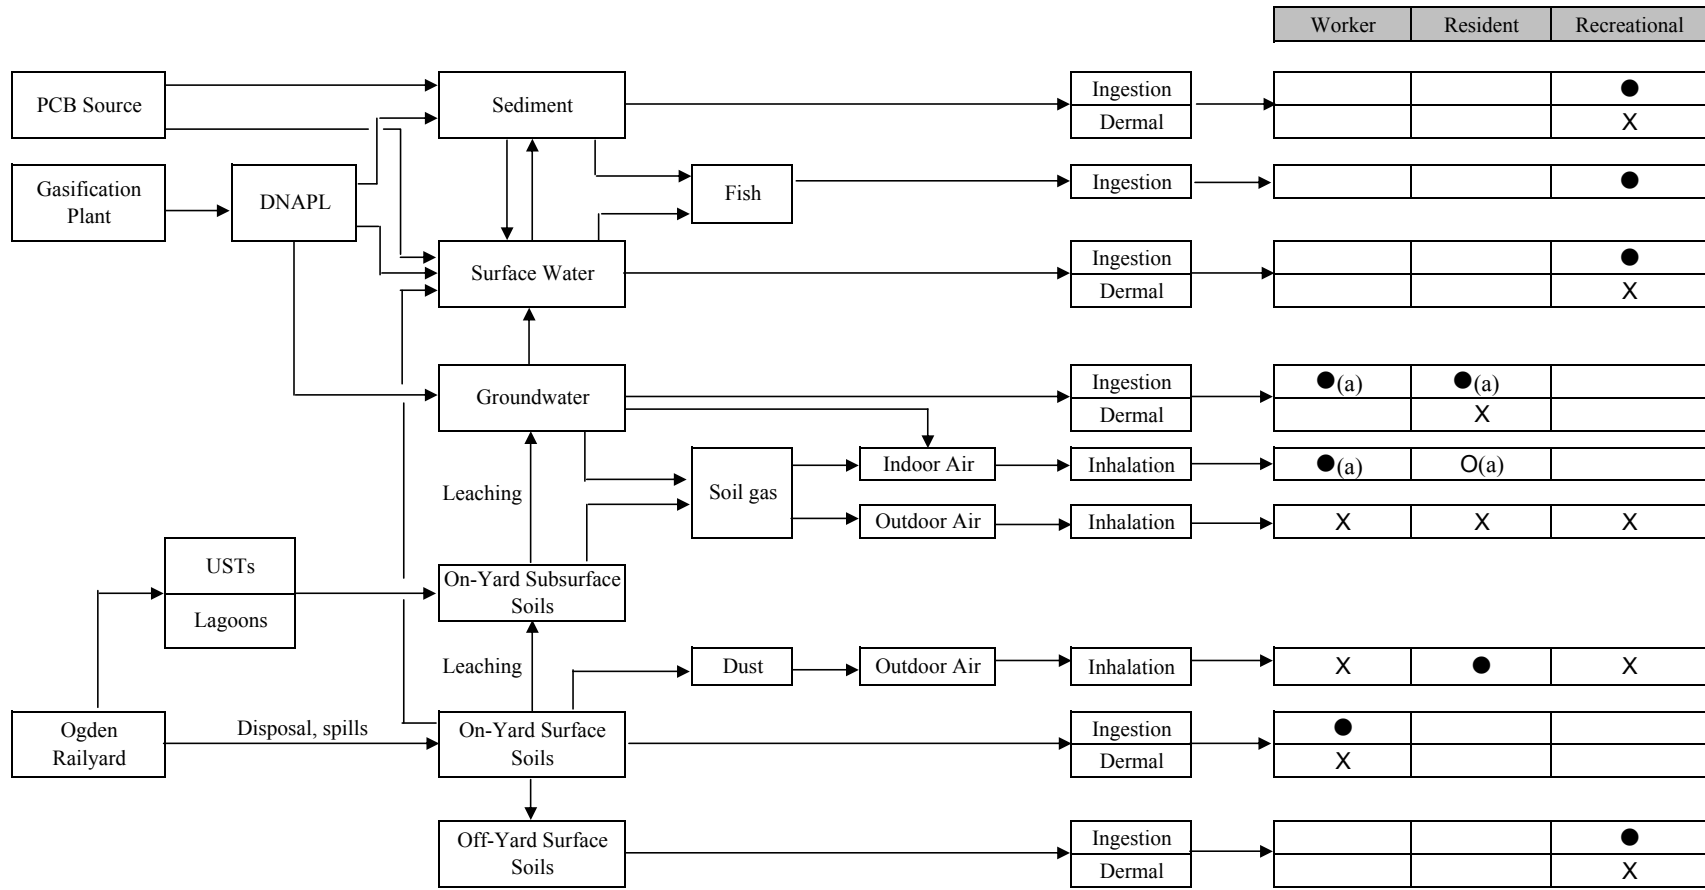 Worker Resident Recreational
PCB Source
Sediment
Ingestion ●
Dermal X
Gasification
Plant
DNAPL
Fish
Ingestion ●
Surface Water
Ingestion ●
Dermal X
Groundwater
Ingestion ●(a) ●(a)
Dermal X
Leaching
Soil gas
Indoor Air Inhalation ●(a) O(a)
Outdoor Air Inhalation X X X
USTs
Lagoons
On-Yard Subsurface
Soils
Leaching
Dust Outdoor Air Inhalation X ● X
Ogden
Railyard
Disposal, spills
On-Yard Surface
Soils
Ingestion ●
Dermal X
Off-Yard Surface
Soils
Ingestion ●
Dermal X